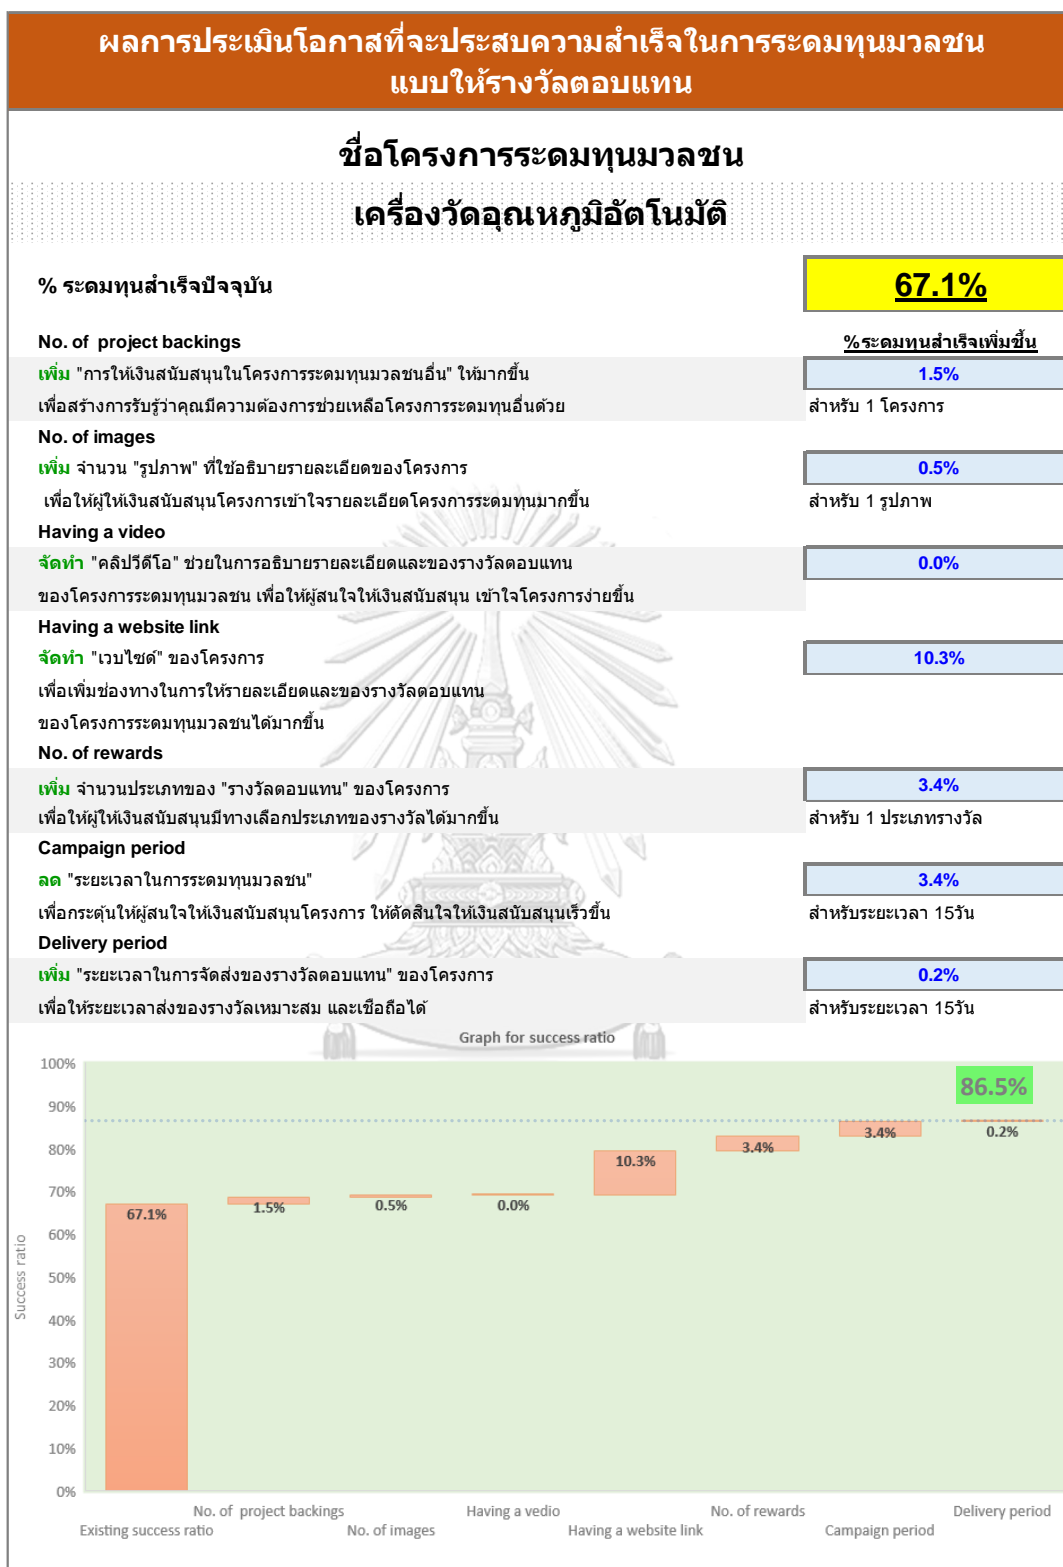 ผลการประเมินโอกาสที่จะประสบความสำเร็จในการระดมทุนมวลชน
แบบให้รางวัลตอบแทน
ชื่อโครงการระดมทุนมวลชน
เครื่องวัดอุณหภูมิอัตโนมัติ
% ระดมทุนสำเร็จปัจจุบัน
67.1%
No. of  project backings
%ระดมทุนสำเร็จเพิ่มขึ้น
เพิ่ม "การให้เงินสนับสนุนในโครงการระดมทุนมวลชนอื่น" ให้มากขึ้น
1.5%
เพื่อสร้างการรับรู้ว่าคุณมีความต้องการช่วยเหลือโครงการระดมทุนอื่นด้วย
สำหรับ 1 โครงการ
No. of images
เพิ่ม จำนวน "รูปภาพ" ที่ใช้อธิบายรายละเอียดของโครงการ
0.5%
เพื่อให้ผู้ให้เงินสนับสนุนโครงการเข้าใจรายละเอียดโครงการระดมทุนมากขึ้น
สำหรับ 1 รูปภาพ
Having a video
จัดทำ "คลิปวีดีโอ" ช่วยในการอธิบายรายละเอียดและของรางวัลตอบแทน
0.0%
ของโครงการระดมทุนมวลชน เพื่อให้ผู้สนใจให้เงินสนับสนุน เข้าใจโครงการง่ายขึ้น
Having a website link
จัดทำ "เวบไซด์" ของโครงการ
10.3%
เพื่อเพิ่มช่องทางในการให้รายละเอียดและของรางวัลตอบแทน
ของโครงการระดมทุนมวลชนได้มากขึ้น
No. of rewards
เพิ่ม จำนวนประเภทของ "รางวัลตอบแทน" ของโครงการ
3.4%
เพื่อให้ผู้ให้เงินสนับสนุนมีทางเลือกประเภทของรางวัลได้มากขึ้น
สำหรับ 1 ประเภทรางวัล
Campaign period
ลด "ระยะเวลาในการระดมทุนมวลชน"
3.4%
เพื่อกระตุ้นให้ผู้สนใจให้เงินสนับสนุนโครงการ ให้ตัดสินใจให้เงินสนับสนุนเร็วขึ้น
สำหรับระยะเวลา 15วัน
Delivery period
เพิ่ม "ระยะเวลาในการจัดส่งของรางวัลตอบแทน" ของโครงการ
0.2%
เพื่อให้ระยะเวลาส่งของรางวัลเหมาะสม และเชือถือได้
สำหรับระยะเวลา 15วัน
Graph for success ratio
100%
90%
80%
70%
60%
50%
40%
30%
20%
10%
0%
Success ratio
67.1%
1.5%
0.5%
0.0%
10.3%
3.4%
3.4%
0.2%
86.5%
Existing success ratio
No. of  project backings
No. of images
Having a vedio
Having a website link
No. of rewards
Campaign period
Delivery period